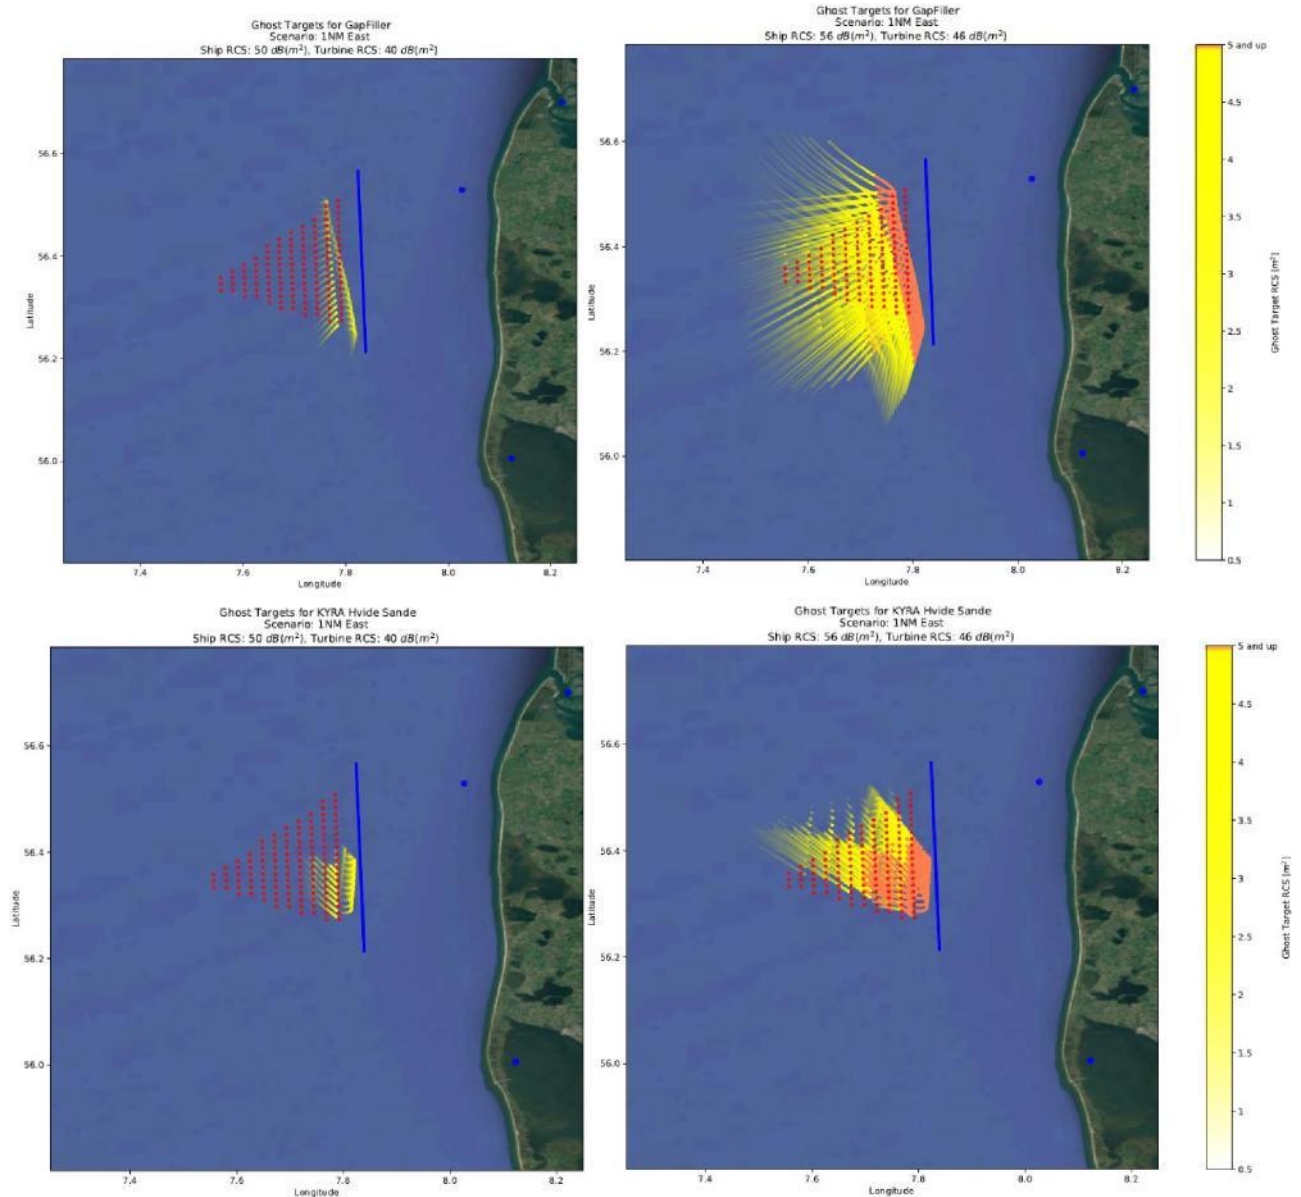 Ghost Targets for GapFiller
Scenario: 1NM East
Ship RCS: 50 dB(m²), Turbine RCS: 40 dB(m²)
56.6
56.4
56.2
56.0
Latitude
7.4 7.6 7.8 8.0 8.2
Longitude
Ghost Targets for GapFiller
Scenario: 1NM East
Ship RCS: 56 dB(m²), Turbine RCS: 46 dB(m²)
56.6
56.4
56.2
56.0
Latitude
7.4 7.6 7.8 8.0 8.2
Longitude
5 and up
4.5
4
3.5
3
2.5
2
1.5
1
0.5
Ghost Target RCS [m²]
Ghost Targets for KYRA Hvide Sande
Scenario: 1NM East
Ship RCS: 50 dB(m²), Turbine RCS: 40 dB(m²)
56.6
56.4
56.2
56.0
Latitude
7.4 7.6 7.8 8.0 8.2
Longitude
Ghost Targets for KYRA Hvide Sande
Scenario: 1NM East
Ship RCS: 56 dB(m²), Turbine RCS: 46 dB(m²)
56.6
56.4
56.2
56.0
Latitude
7.4 7.6 7.8 8.0 8.2
Longitude
5 and up
4.5
4
3.5
3
2.5
2
1.5
1
0.5
Ghost Target RCS [m²]